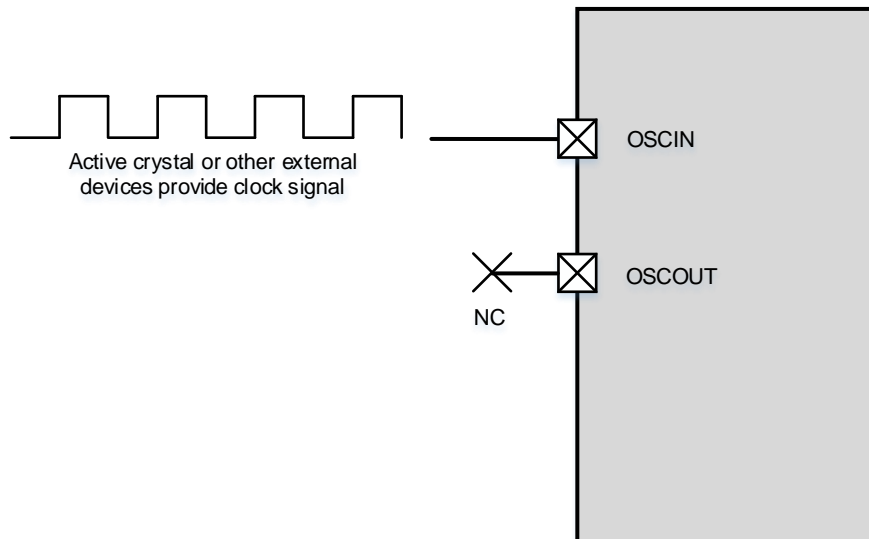 Active crystal or other external
devices provide clock signal
OSCIN
OSCOUT
NC